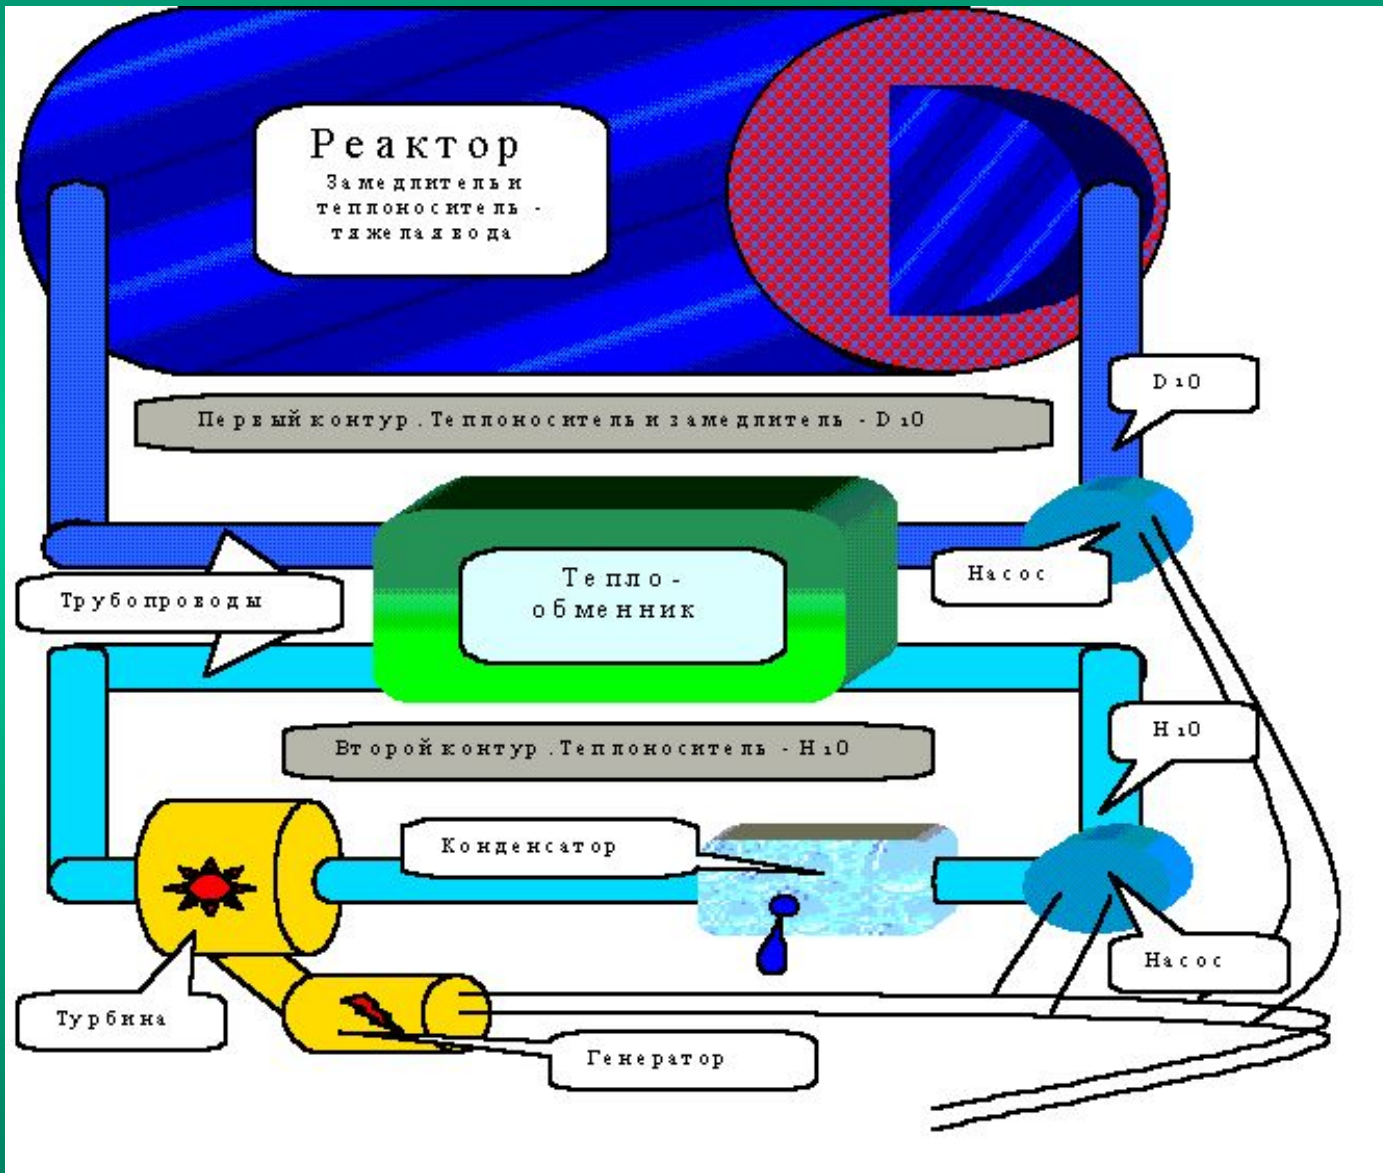 Реактор
Замедлитель и
теплоноситель -
тяжелая вода
D₂O
Первый контур. Теплоноситель и замедлитель - D₂O
Тепло-
обменник
Насос
Трубопроводы
H₂O
Второй контур. Теплоноситель - H₂O
Конденсатор
Насос
Турбина
Генератор